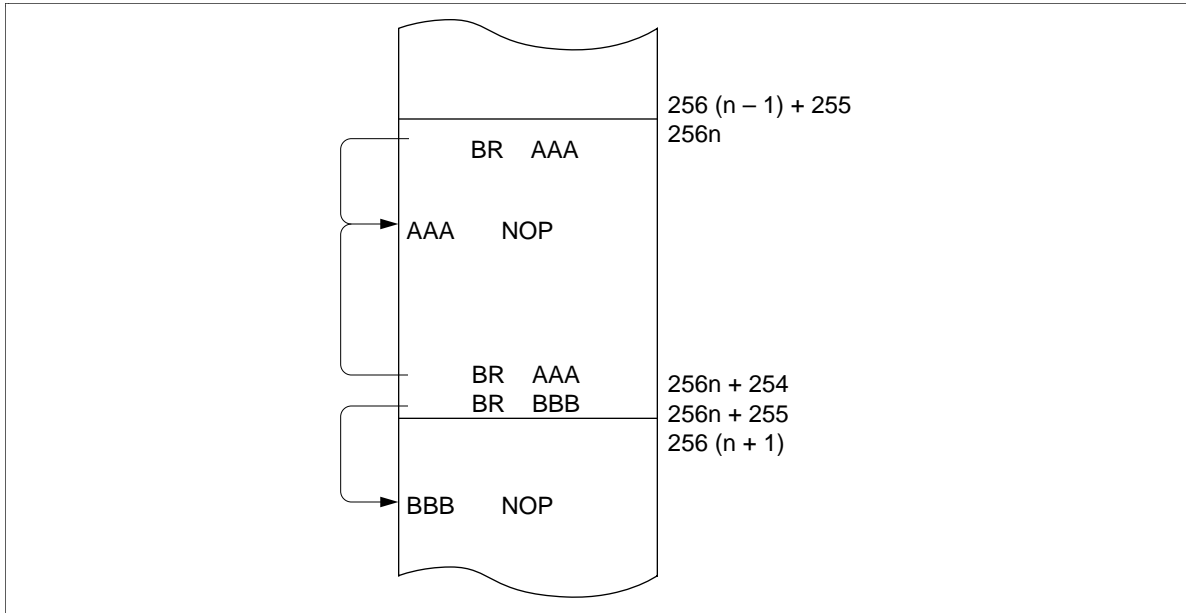 256 (n – 1) + 255
256n
BR AAA
AAA NOP
BR AAA
256n + 254
BR BBB
256n + 255
256 (n + 1)
BBB NOP